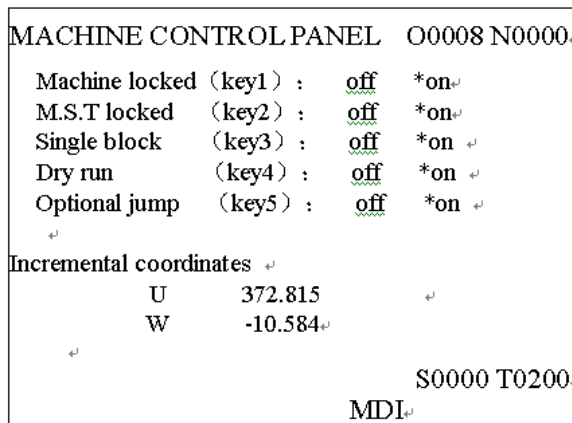 MACHINE CONTROL PANEL O0008 N0000
Machine locked（key1）： off *on
M.S.T locked （key2）： off *on
Single block （key3）： off *on
Dry run （key4）： off *on
Optional jump （key5）： off *on
Incremental coordinates
U 372.815
W -10.584
S0000 T0200
MDI